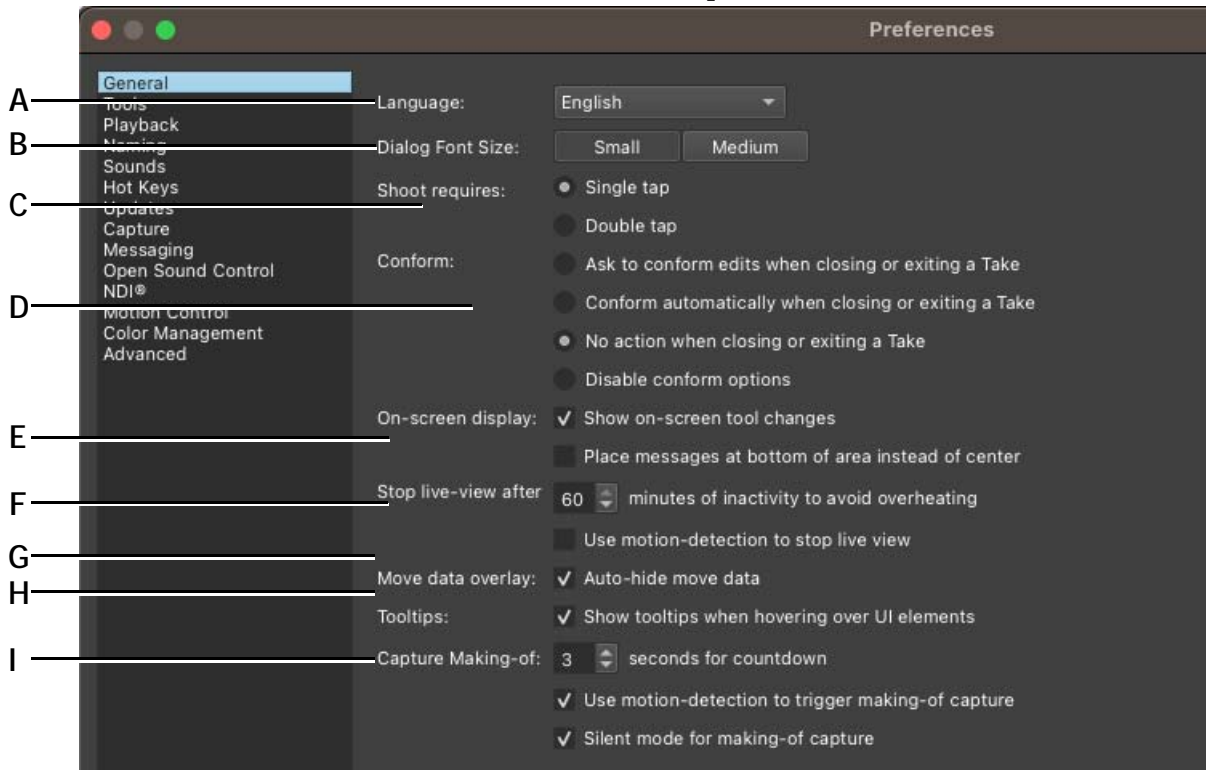 Preferences
General
A
Tools
Language:
English
Playback
B
Naming
Dialog Font Size:
Small
Medium
Sounds
Hot Keys
Shoot requires:
Single tap
C
Updates
Double tap
Capture
Messaging
Conform:
Ask to conform edits when closing or exiting a Take
Open Sound Control
NDI®
D
Motion Control
Conform automatically when closing or exiting a Take
Color Management
No action when closing or exiting a Take
Advanced
Disable conform options
On-screen display:
Show on-screen tool changes
E
Place messages at bottom of area instead of center
Stop live-view after
60
minutes of inactivity to avoid overheating
F
Use motion-detection to stop live view
G
Move data overlay:
Auto-hide move data
H
Tooltips:
Show tooltips when hovering over UI elements
I
Capture Making-of:
3
seconds for countdown
Use motion-detection to trigger making-of capture
Silent mode for making-of capture